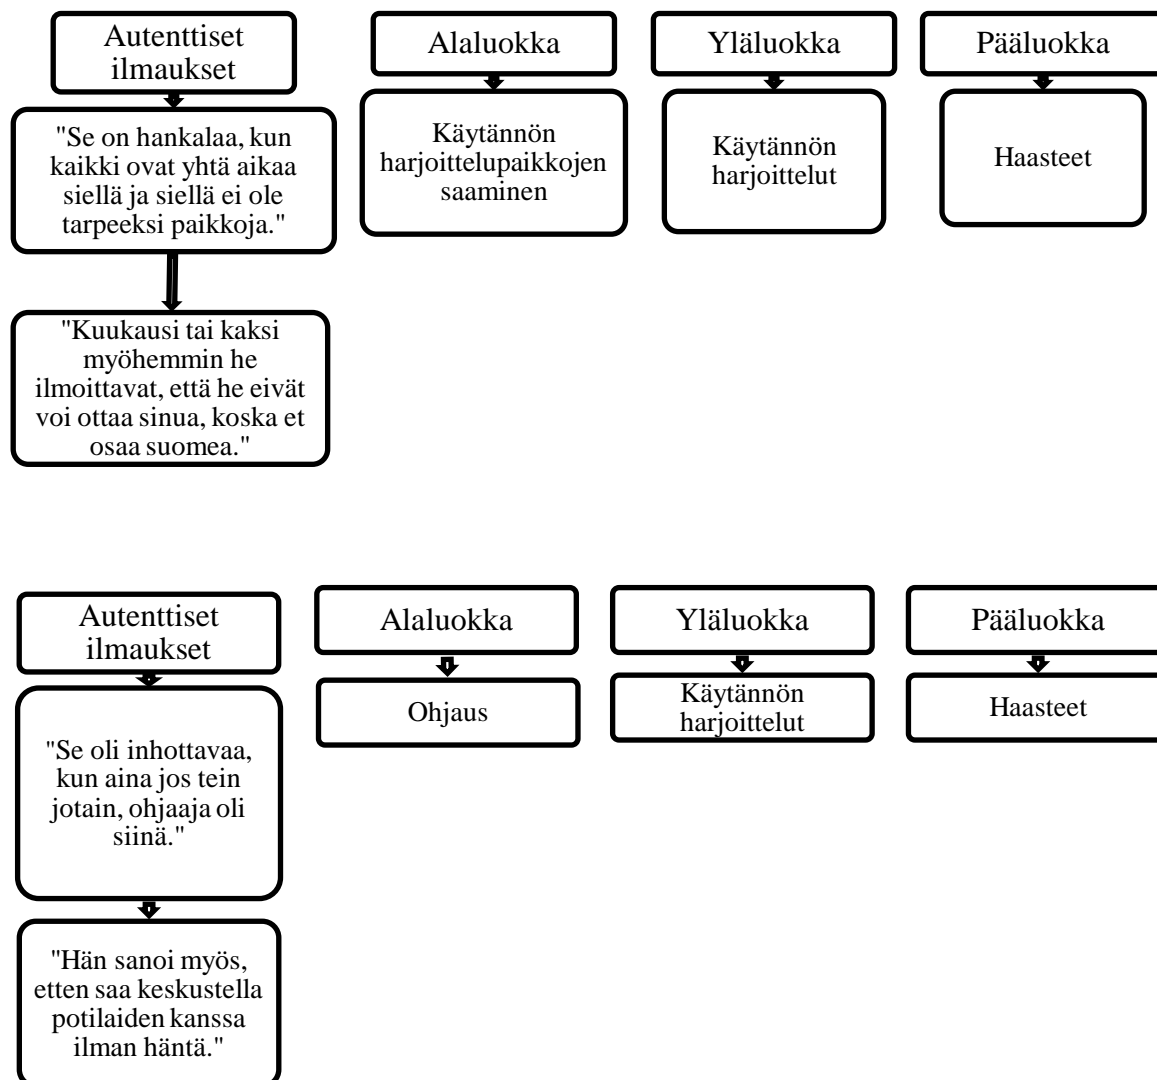 Autenttiset
ilmaukset
"Se on hankalaa, kun
kaikki ovat yhtä aikaa
siellä ja siellä ei ole
tarpeeksi paikkoja."
"Kuukausi tai kaksi
myöhemmin he
ilmoittavat, että he eivät
voi ottaa sinua, koska et
osaa suomea."
Alaluokka
Käytännön
harjoittelupaikkojen
saaminen
Yläluokka
Käytännön
harjoittelut
Pääluokka
Haasteet
Autenttiset
ilmaukset
"Se oli inhottavaa,
kun aina jos tein
jotain, ohjaaja oli
siinä."
"Hän sanoi myös,
etten saa keskustella
potilaiden kanssa
ilman häntä."
Alaluokka
Ohjaus
Yläluokka
Käytännön
harjoittelut
Pääluokka
Haasteet